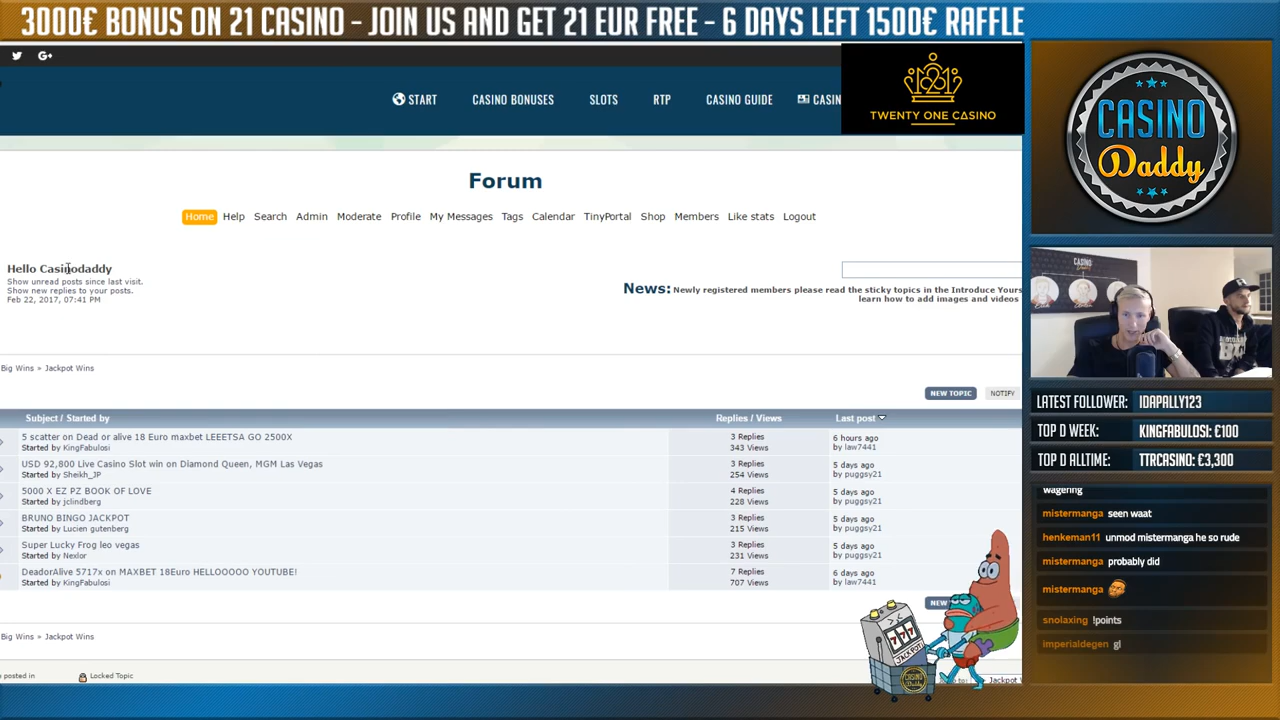 3000€ BONUS ON 21 CASINO - JOIN US AND GET 21 EUR FREE - 6 DAYS LEFT 1500€ RAFFLE
START CASINO BONUSES SLOTS RTP CASINO GUIDE CASIN
21
TWENTY ONE CASINO
CASINO
Daddy
Forum
Home Help Search Admin Moderate Profile My Messages Tags Calendar TinyPortal Shop Members Like stats Logout
Hello Casinodaddy
Show unread posts since last visit.
Show new replies to your posts.
Feb 22, 2017, 07:41 PM
News: Newly registered members please read the sticky topics in the Introduce Yours
learn how to add images and videos
Big Wins » Jackpot Wins
NEW TOPIC NOTIFY
Subject / Started by Replies / Views Last post
5 scatter on Dead or alive 18 Euro maxbet LEEETSA GO 2500X
Started by KingFabulosi
3 Replies
343 Views
6 hours ago
by law7441
USD 92,800 Live Casino Slot win on Diamond Queen, MGM Las Vegas
Started by Sheikh_JP
3 Replies
254 Views
5 days ago
by puggsy21
5000 X EZ PZ BOOK OF LOVE
Started by jclindberg
4 Replies
228 Views
5 days ago
by puggsy21
BRUNO BINGO JACKPOT
Started by Lucien gutenberg
3 Replies
215 Views
5 days ago
by puggsy21
Super Lucky Frog leo vegas
Started by Nexlor
3 Replies
231 Views
5 days ago
by puggsy21
DeadorAlive 5717x on MAXBET 18Euro HELLOOOOO YOUTUBE!
Started by KingFabulosi
7 Replies
707 Views
5 days ago
by law7441
NEW
Big Wins » Jackpot Wins
posted in Locked Topic
Jackpot W
777
JACKPOT
CASINO
CASINO
LATEST FOLLOWER: IDAPALLY123
TOP D WEEK: KINGFABULOSI: €100
TOP D ALLTIME: TTRCASINO: €3,300
wagering
mistermanga seen waat
henkeman11 unmod mistermanga he so rude
mistermanga probably did
mistermanga
snolaxing !points
imperialdegen gl